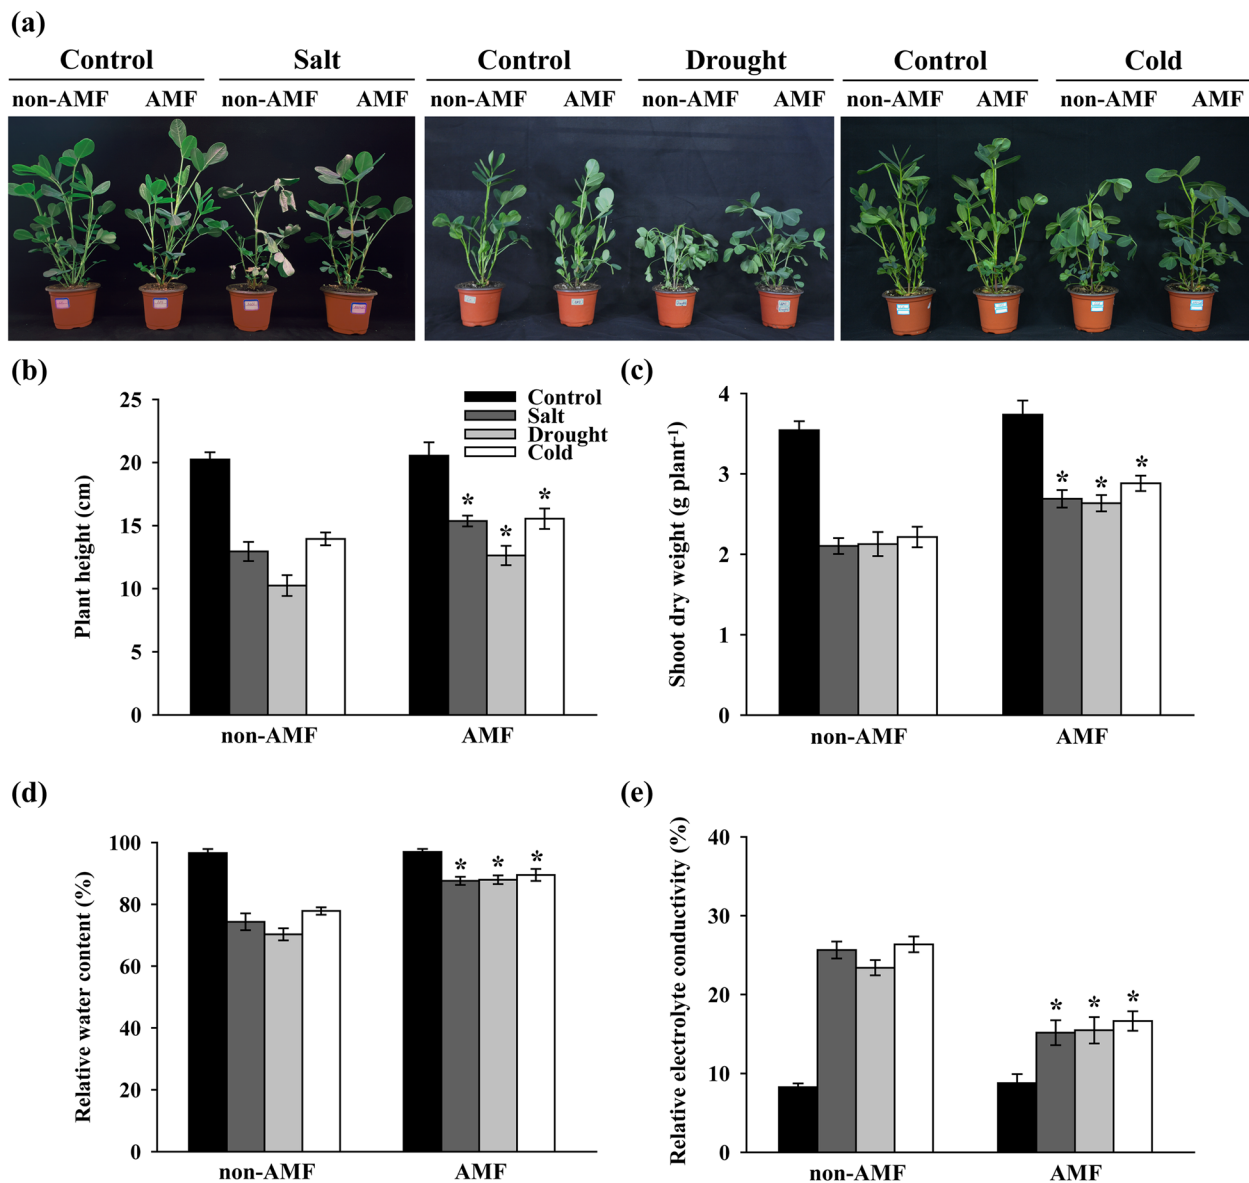 (a)
Control Salt Control Drought Control Cold
non-AMF AMF non-AMF AMF non-AMF AMF non-AMF AMF non-AMF AMF non-AMF AMF
(b)
25
20
15
10
5
0
Plant height (cm)
Control
Salt
Drought
Cold
*
*
*
non-AMF AMF
(c)
4
3
2
1
0
Shoot dry weight (g plant⁻¹)
*
*
*
non-AMF AMF
(d)
100
80
60
40
20
0
Relative water content (%)
*
*
*
non-AMF AMF
(e)
40
30
20
10
0
Relative electrolyte conductivity (%)
*
*
*
non-AMF AMF